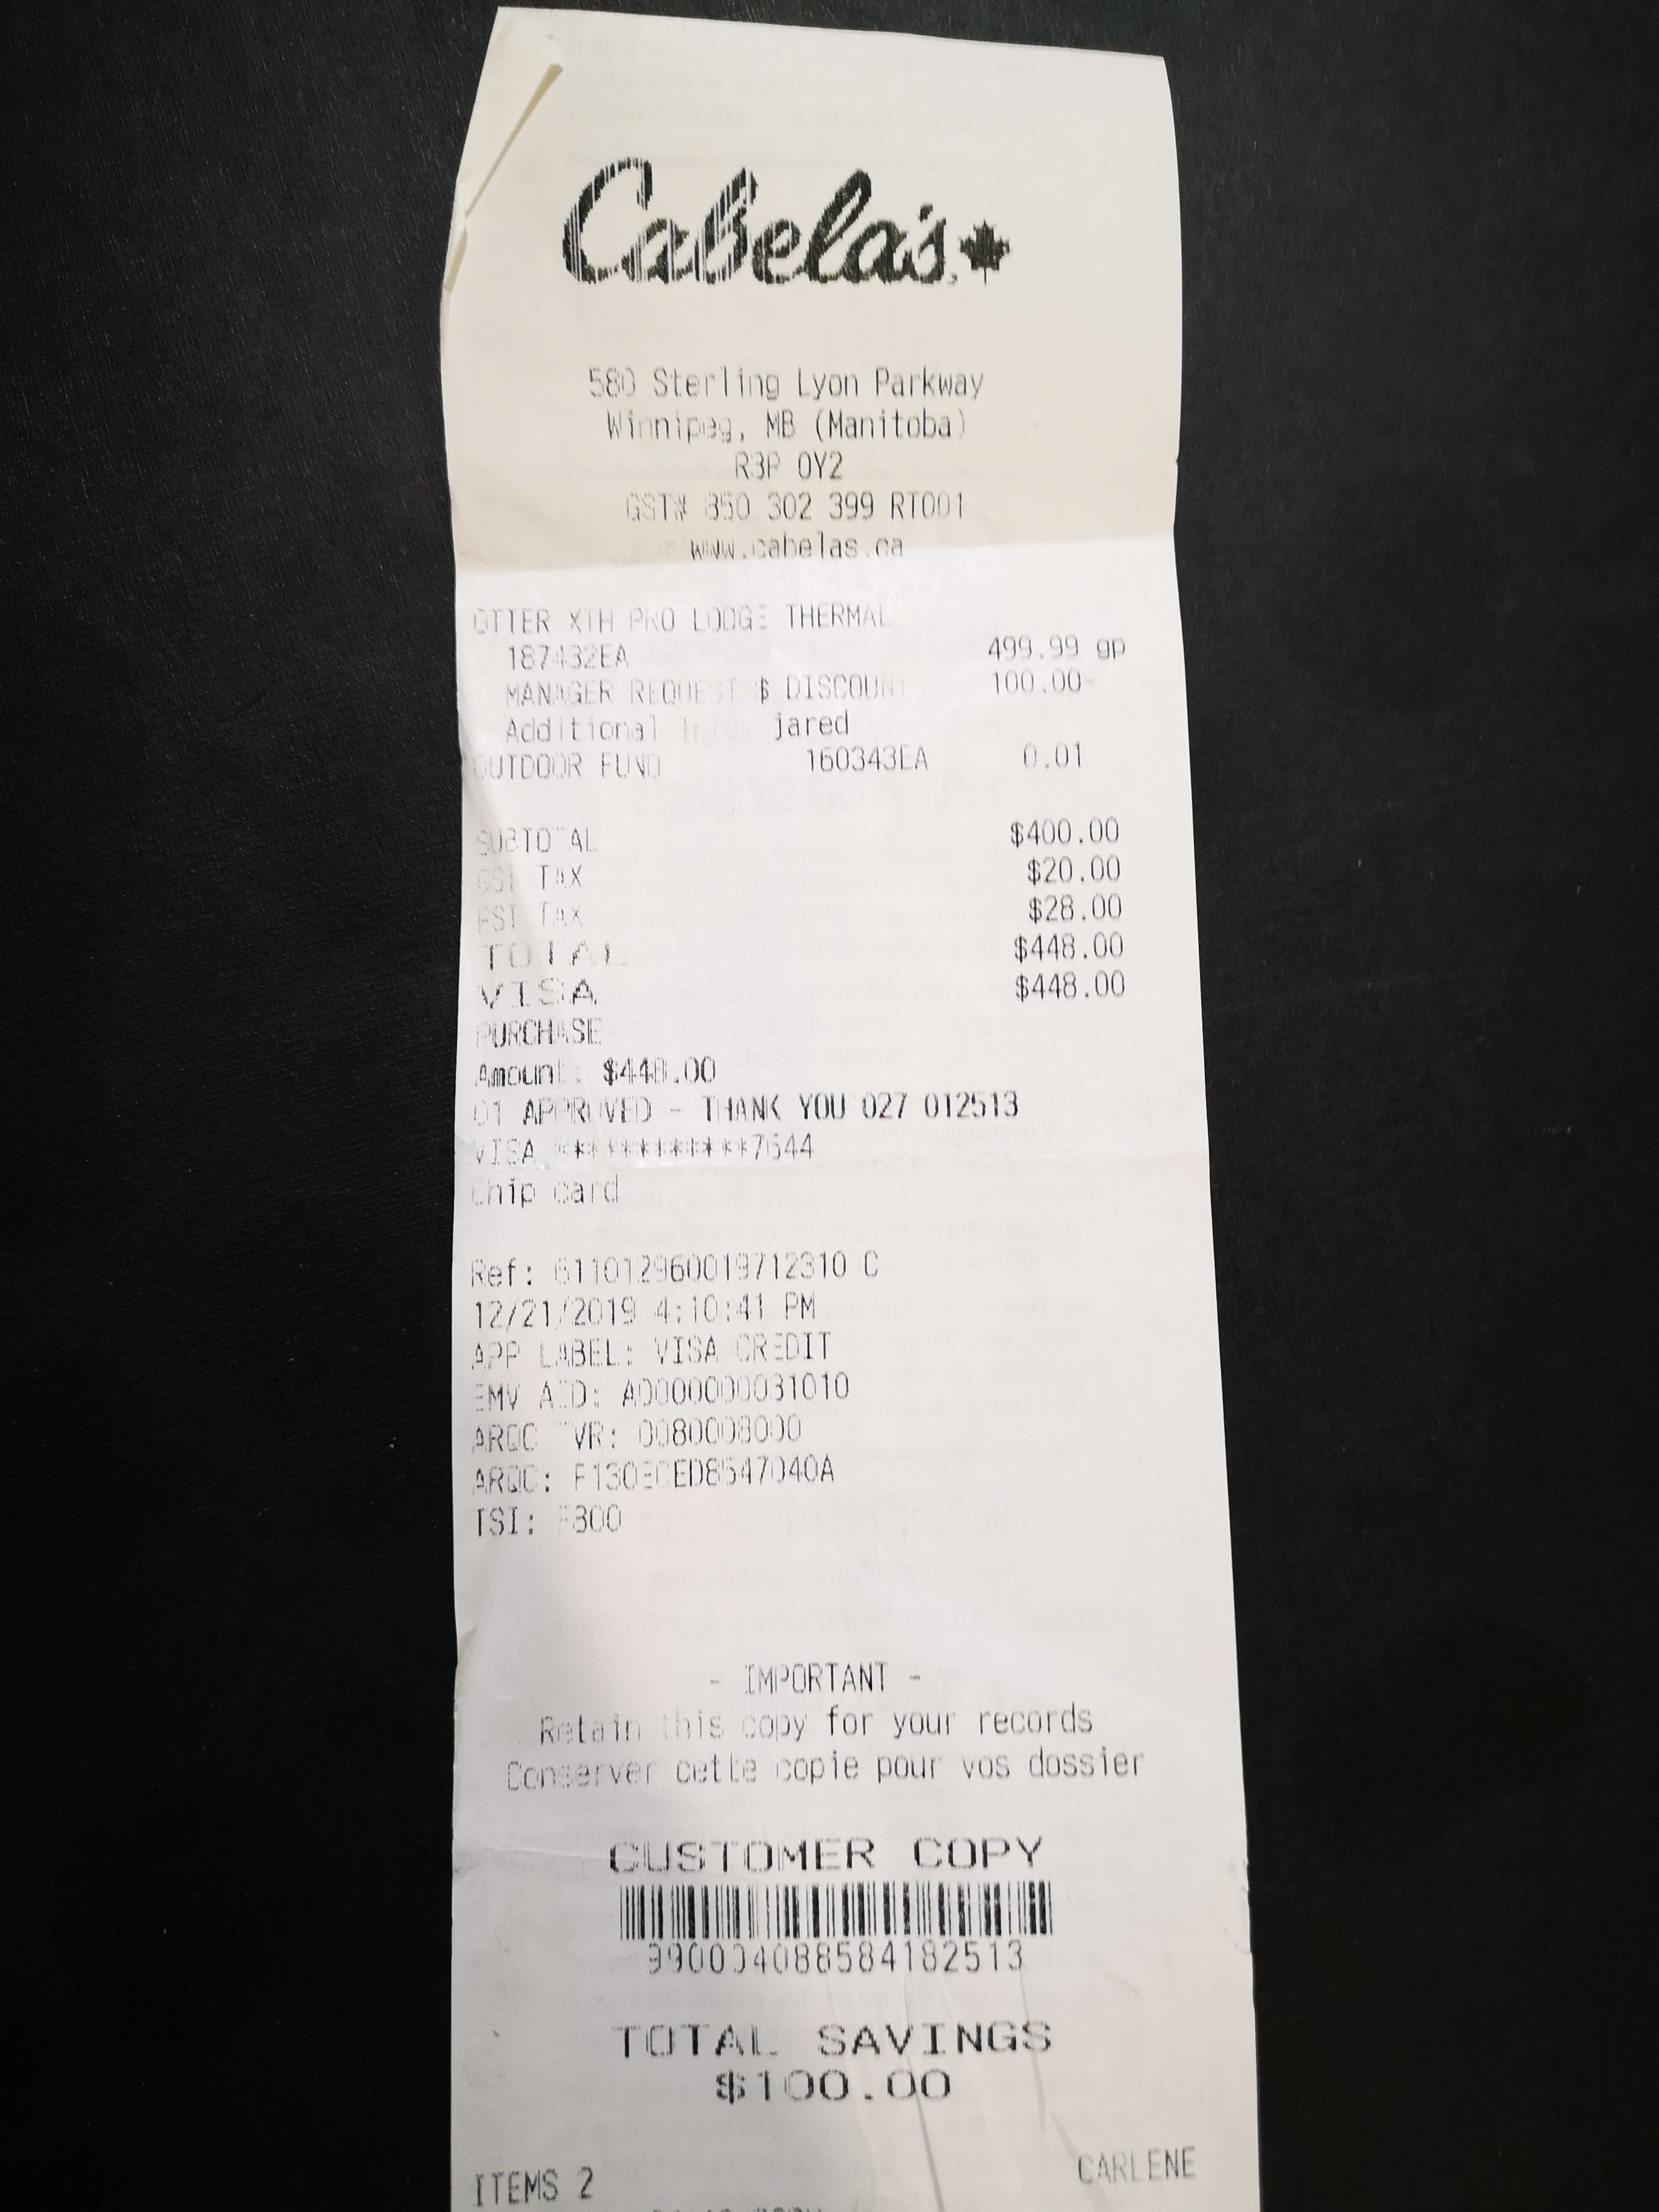 Cabela's
580 Sterling Lyon Parkway
Winnipeg, MB (Manitoba)
R3P 0Y2
GST# 850 302 399 RT001
www.cabelas.ca
OTTER XTH PRO LODGE THERMAL
187432EA 499.99 gp
MANAGER REQUEST $ DISCOUNT 100.00-
Additional Info: jared
OUTDOOR FUND 160343EA 0.01
SUBTOTAL $400.00
GST TAX $20.00
PST TAX $28.00
TOTAL $448.00
VISA $448.00
PURCHASE
Amount: $448.00
01 APPROVED - THANK YOU 027 012513
VISA ************7644
Chip card
Ref: 611012960019712310 C
12/21/2019 4:10:41 PM
APP LABEL: VISA CREDIT
EMV AID: A0000000031010
ARQC TVR: 0080008000
ARQC: F130ECED8547040A
TSI: F800
- IMPORTANT -
Retain this copy for your records
Conserver cette copie pour vos dossier
CUSTOMER COPY
990004088584182513
TOTAL SAVINGS
$100.00
ITEMS 2 CARLENE